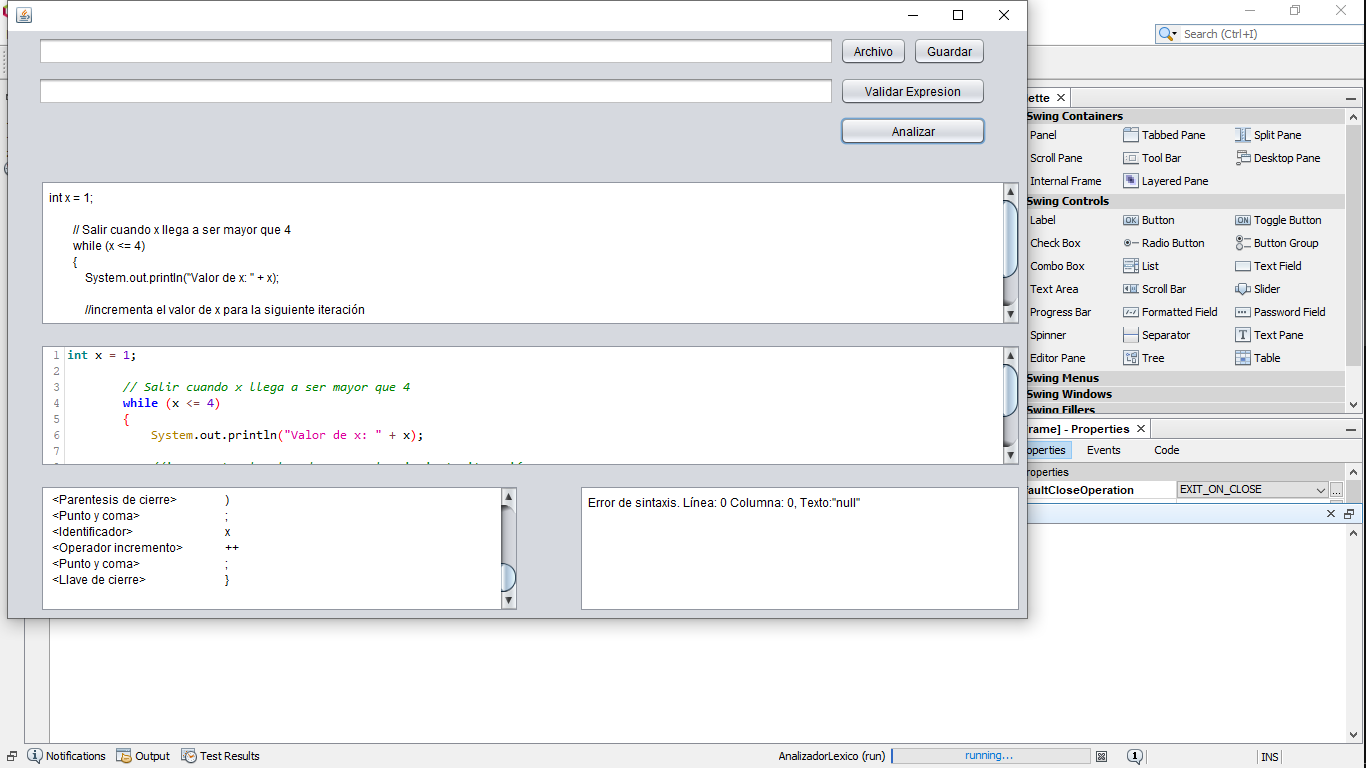 Archivo Guardar
Validar Expresion
Analizar
int x = 1;
// Salir cuando x llega a ser mayor que 4
while (x <= 4)
{
System.out.println("Valor de x: " + x);
//incrementa el valor de x para la siguiente iteración
1 int x = 1;
2
3 // Salir cuando x llega a ser mayor que 4
4 while (x <= 4)
5 {
6 System.out.println("Valor de x: " + x);
7
<Parentesis de cierre> )
<Punto y coma> ;
<Identificador> x
<Operador incremento> ++
<Punto y coma> ;
<Llave de cierre> }
Error de sintaxis. Línea: 0 Columna: 0, Texto:"null"
Search (Ctrl+I)
ette
Swing Containers
Panel Tabbed Pane Split Pane
Scroll Pane Tool Bar Desktop Pane
Internal Frame Layered Pane
Swing Controls
Label OK Button ON Toggle Button
Check Box Radio Button Button Group
Combo Box List Text Field
Text Area Scroll Bar Slider
Progress Bar Formatted Field Password Field
Spinner Separator Text Pane
Editor Pane Tree Table
Swing Menus
Swing Windows
Swing Fillers
rame] - Properties
operties Events Code
roperties
faultCloseOperation EXIT_ON_CLOSE ...
Notifications Output Test Results AnalizadorLexico (run) running... 1 INS